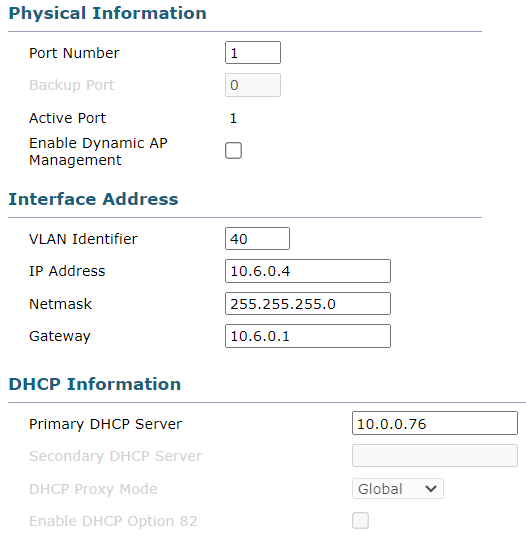 Physical Information
Port Number 1
Backup Port 0
Active Port 1
Enable Dynamic AP
Management
Interface Address
VLAN Identifier 40
IP Address 10.6.0.4
Netmask 255.255.255.0
Gateway 10.6.0.1
DHCP Information
Primary DHCP Server 10.0.0.76
Secondary DHCP Server
DHCP Proxy Mode Global
Enable DHCP Option 82